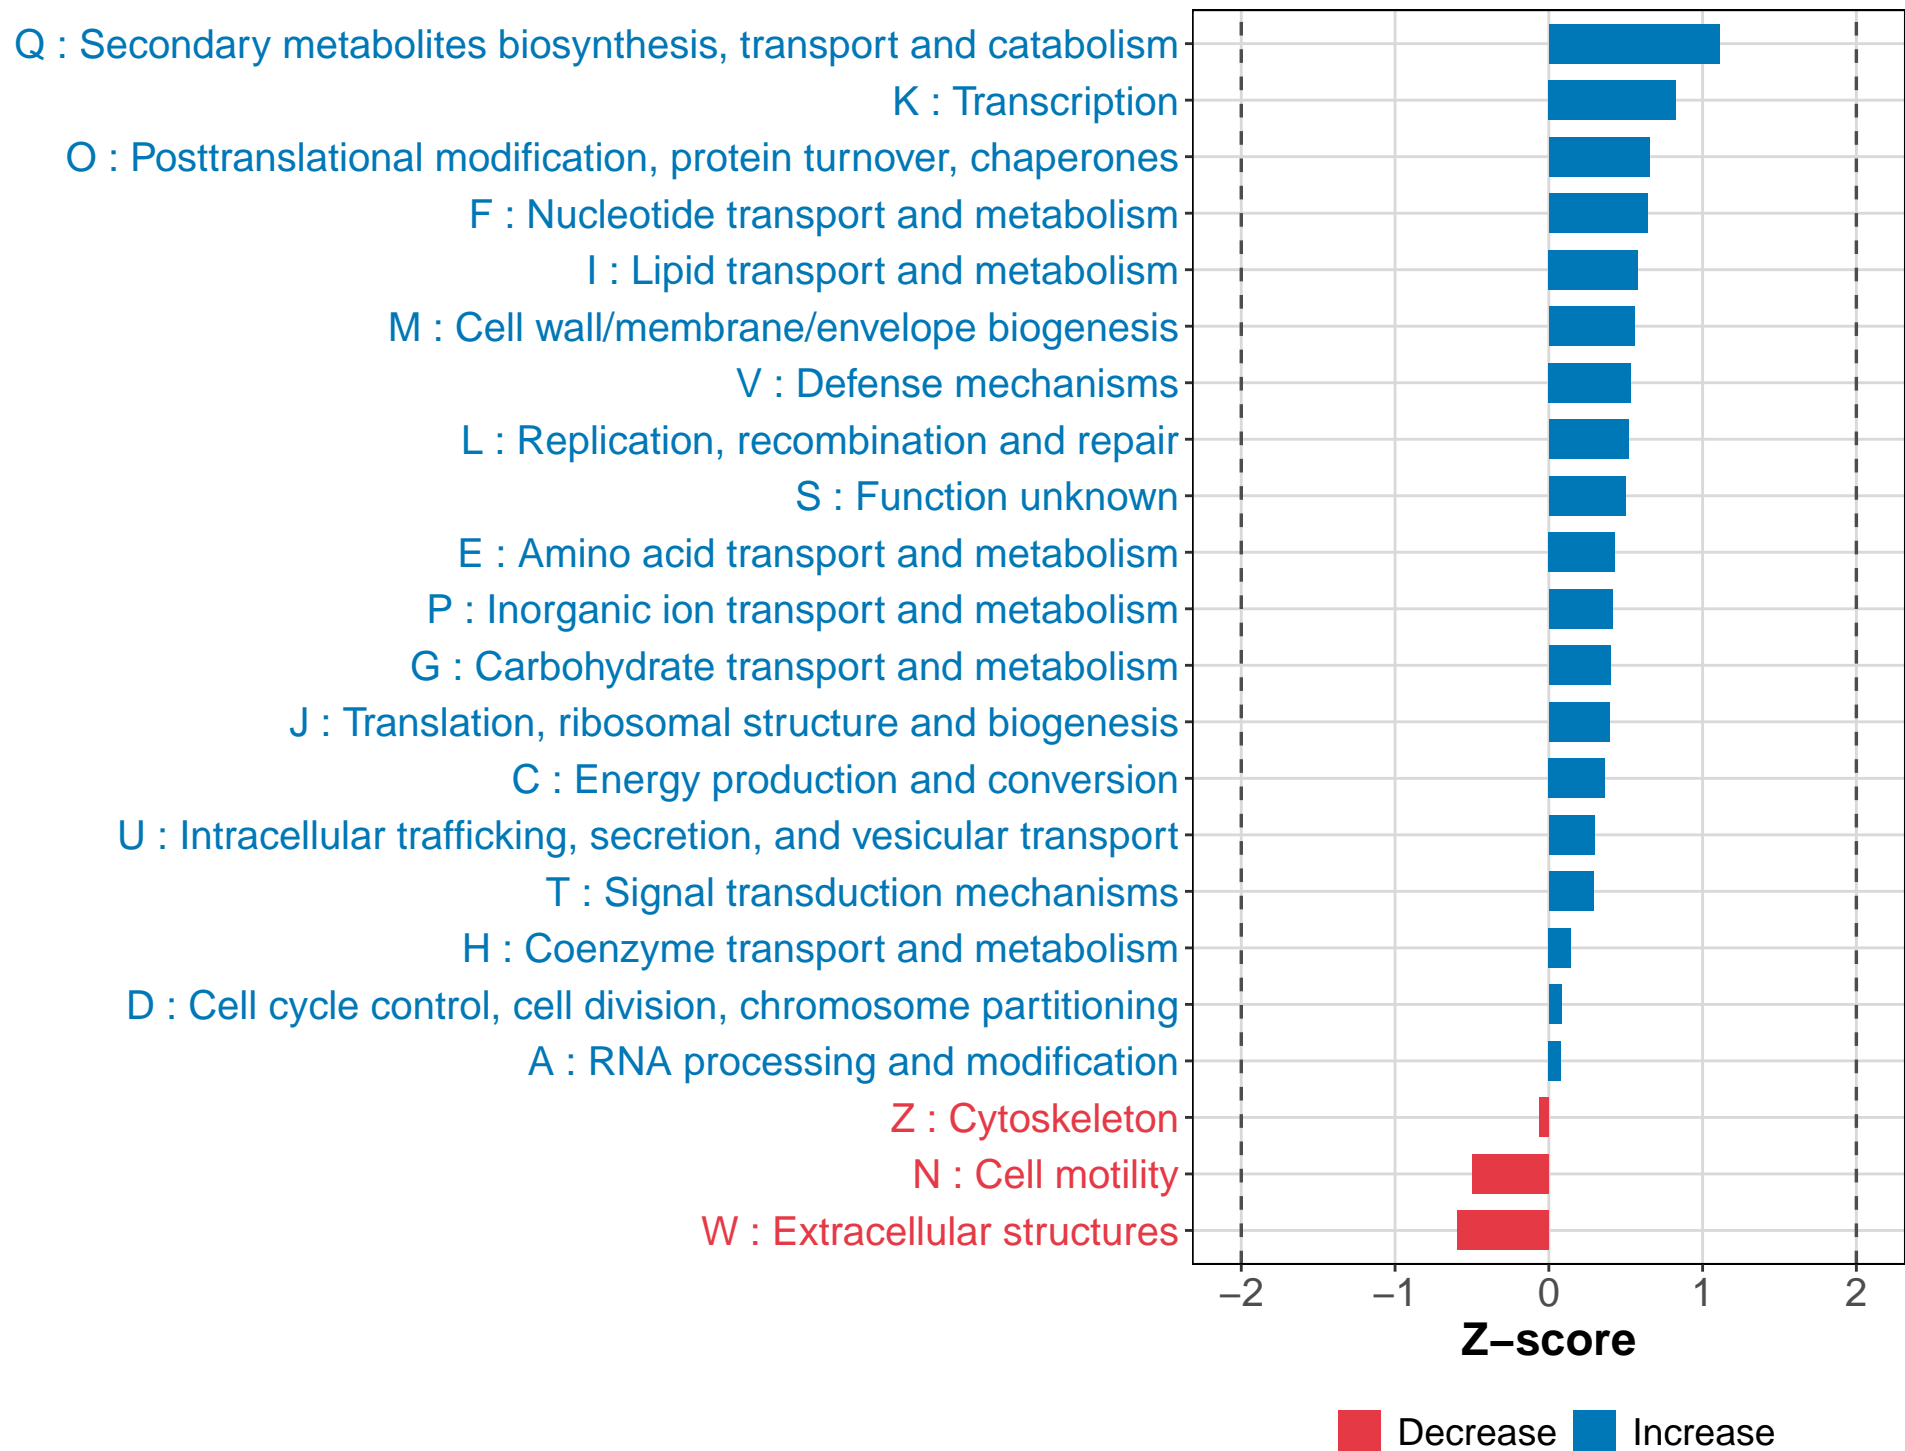 Q : Secondary metabolites biosynthesis, transport and catabolism
K : Transcription
O : Posttranslational modification, protein turnover, chaperones
F : Nucleotide transport and metabolism
I : Lipid transport and metabolism
M : Cell wall/membrane/envelope biogenesis
V : Defense mechanisms
L : Replication, recombination and repair
S : Function unknown
E : Amino acid transport and metabolism
P : Inorganic ion transport and metabolism
G : Carbohydrate transport and metabolism
J : Translation, ribosomal structure and biogenesis
C : Energy production and conversion
U : Intracellular trafficking, secretion, and vesicular transport
T : Signal transduction mechanisms
H : Coenzyme transport and metabolism
D : Cell cycle control, cell division, chromosome partitioning
A : RNA processing and modification
Z : Cytoskeleton
N : Cell motility
W : Extracellular structures
−2 −1 0 1 2
Z−score
Decrease Increase